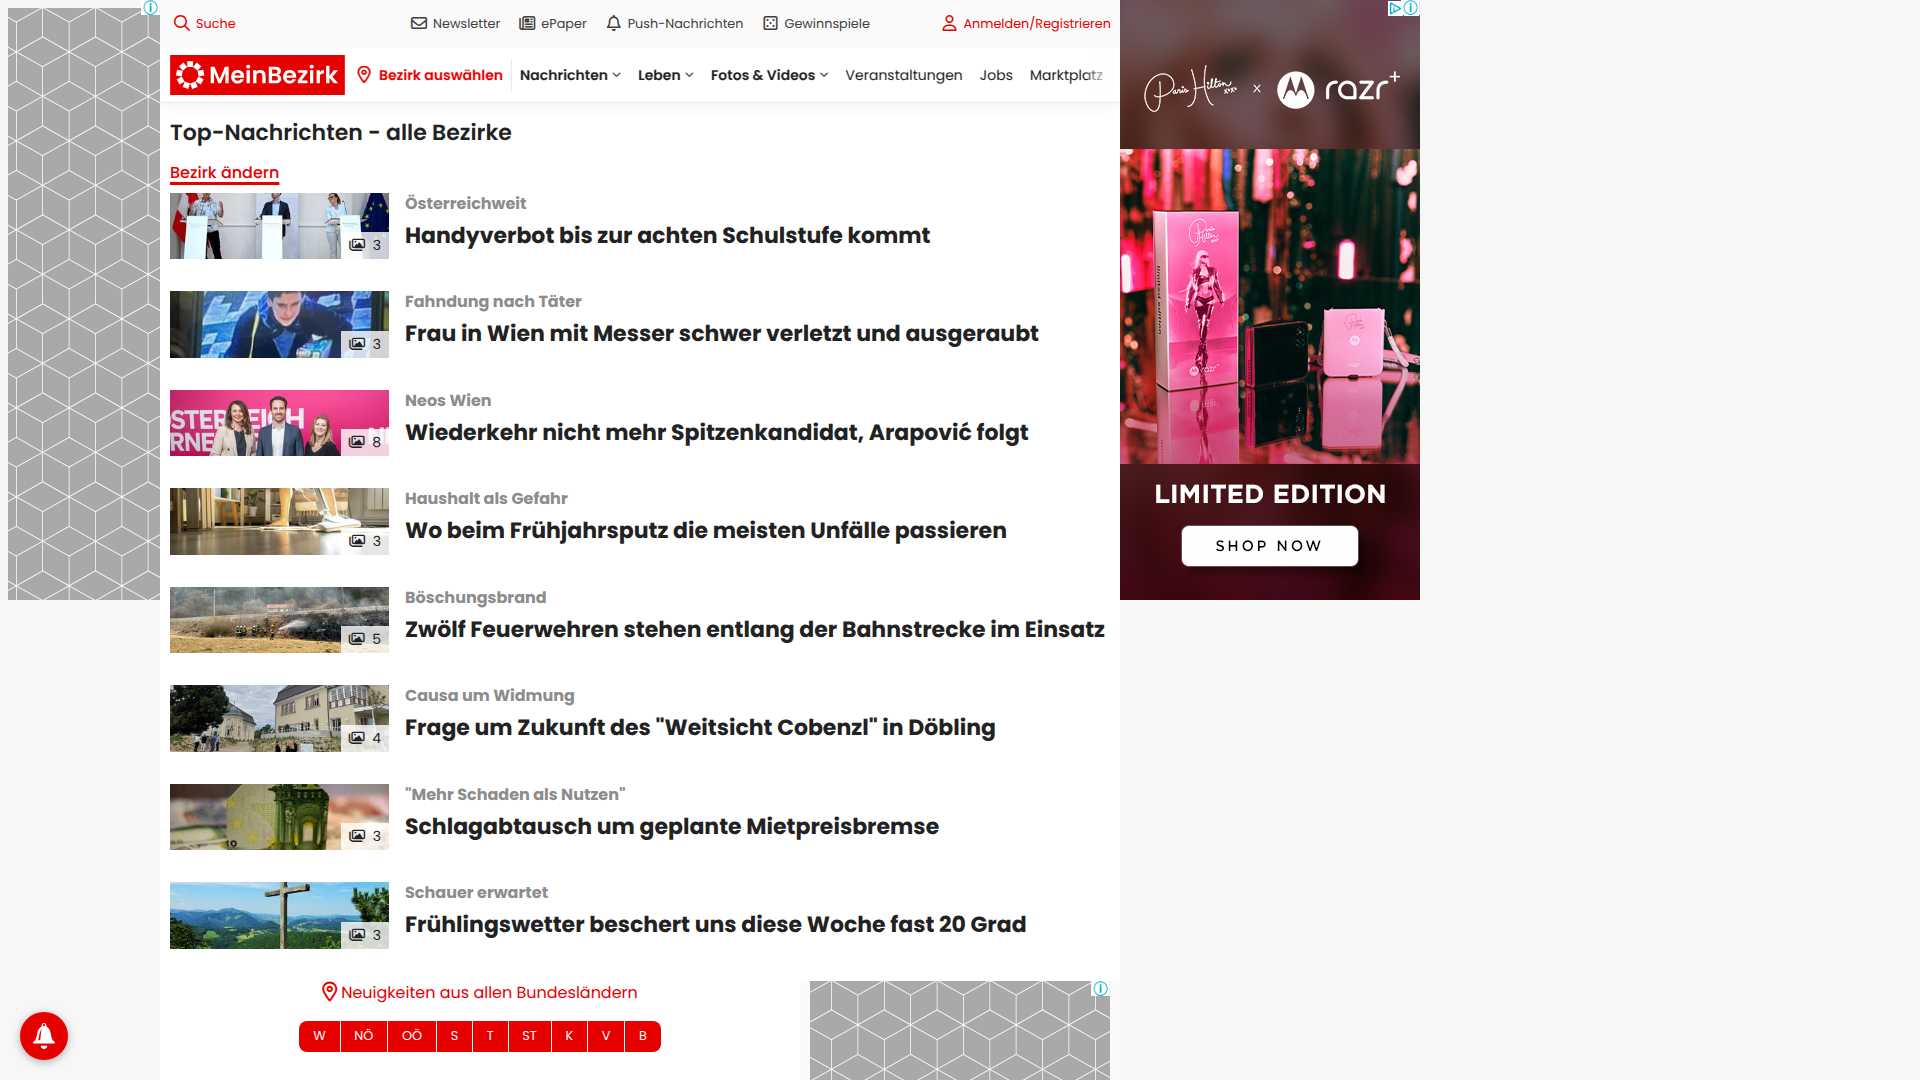 Suche
Newsletter
ePaper
Push-Nachrichten
Gewinnspiele
Anmelden/Registrieren
MeinBezirk
Bezirk auswählen
Nachrichten
Leben
Fotos & Videos
Veranstaltungen
Jobs
Marktplatz
Top-Nachrichten - alle Bezirke
Bezirk ändern
3
Österreichweit
Handyverbot bis zur achten Schulstufe kommt
3
Fahndung nach Täter
Frau in Wien mit Messer schwer verletzt und ausgeraubt
8
Neos Wien
Wiederkehr nicht mehr Spitzenkandidat, Arapović folgt
3
Haushalt als Gefahr
Wo beim Frühjahrsputz die meisten Unfälle passieren
5
Böschungsbrand
Zwölf Feuerwehren stehen entlang der Bahnstrecke im Einsatz
4
Causa um Widmung
Frage um Zukunft des "Weitsicht Cobenzl" in Döbling
3
"Mehr Schaden als Nutzen"
Schlagabtausch um geplante Mietpreisbremse
3
Schauer erwartet
Frühlingswetter beschert uns diese Woche fast 20 Grad
Neuigkeiten aus allen Bundesländern
W NÖ OÖ S T ST K V B
Paris Hilton x razr+
LIMITED EDITION
SHOP NOW